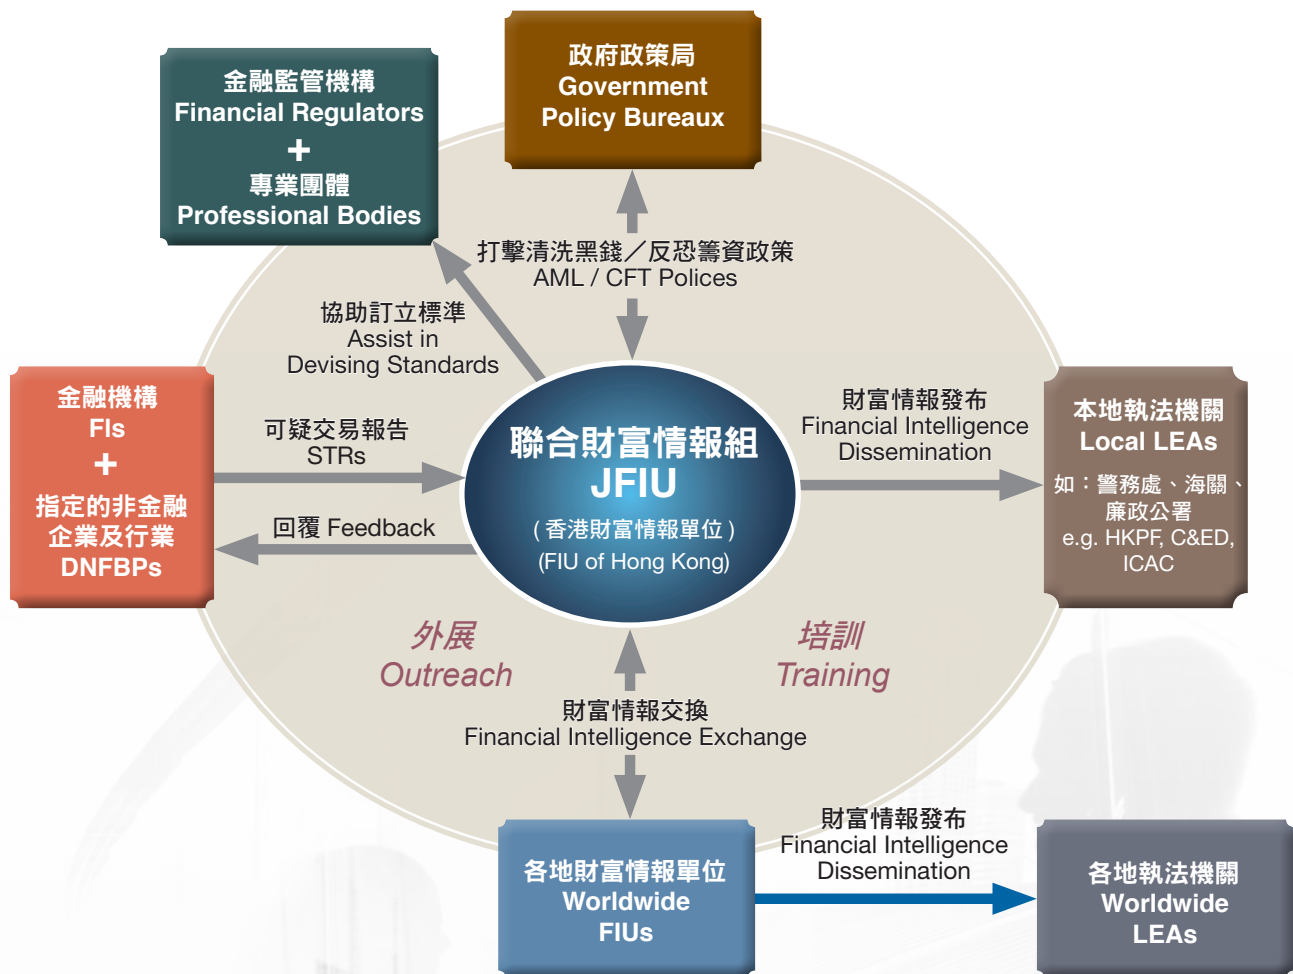 金融監管機構
Financial Regulators
+
專業團體
Professional Bodies
政府政策局
Government
Policy Bureaux
打擊清洗黑錢／反恐籌資政策
AML / CFT Polices
協助訂立標準
Assist in
Devising Standards
金融機構
FIs
+
指定的非金融
企業及行業
DNFBPs
可疑交易報告
STRs
回覆 Feedback
聯合財富情報組
JFIU
( 香港財富情報單位 )
(FIU of Hong Kong)
財富情報發布
Financial Intelligence
Dissemination
本地執法機關
Local LEAs
如：警務處、海關、
廉政公署
e.g. HKPF, C&ED,
ICAC
外展
Outreach
培訓
Training
財富情報交換
Financial Intelligence Exchange
各地財富情報單位
Worldwide
FIUs
財富情報發布
Financial Intelligence
Dissemination
各地執法機關
Worldwide
LEAs